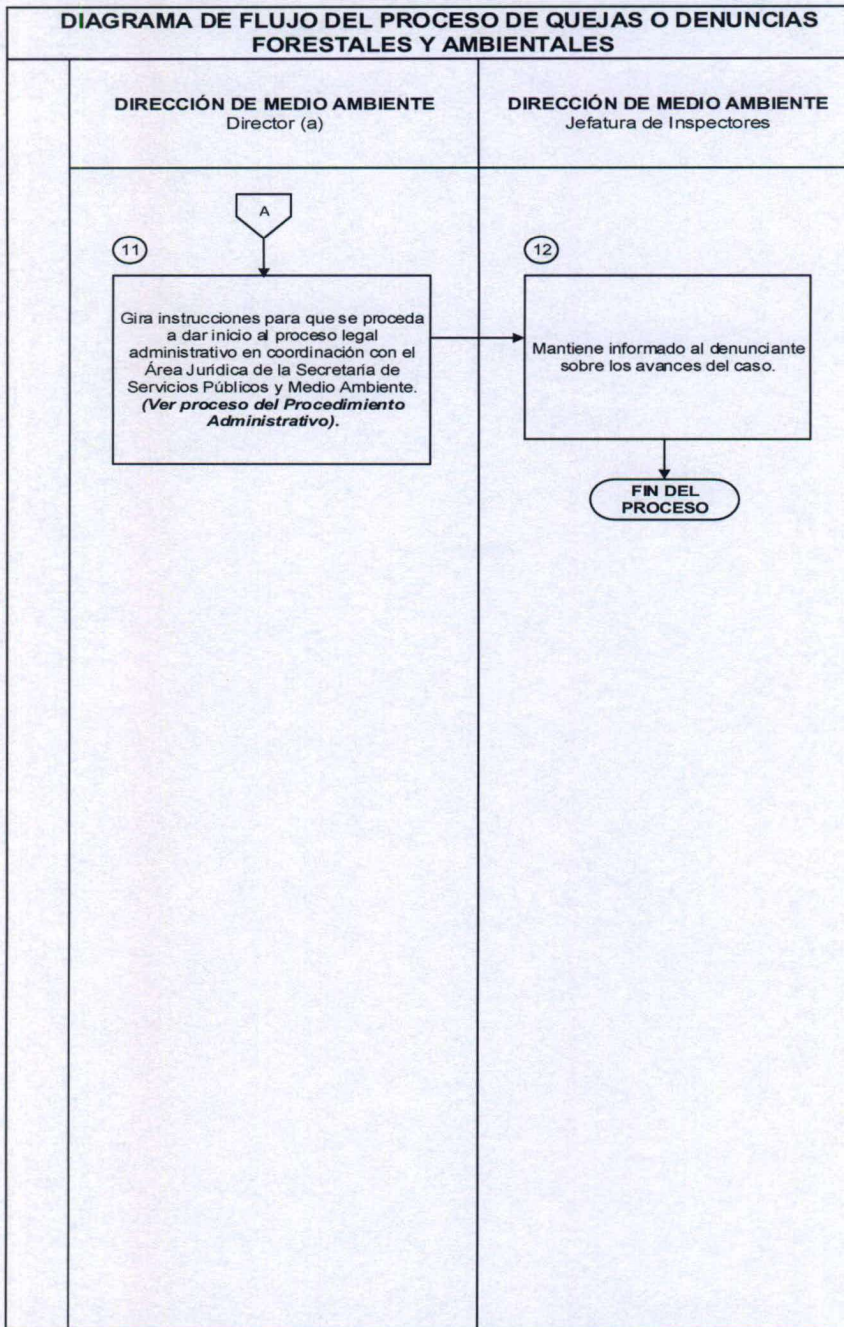 DIAGRAMA DE FLUJO DEL PROCESO DE QUEJAS O DENUNCIAS
FORESTALES Y AMBIENTALES
DIRECCIÓN DE MEDIO AMBIENTE
Director (a)
DIRECCIÓN DE MEDIO AMBIENTE
Jefatura de Inspectores
A
11
Gira instrucciones para que se proceda
a dar inicio al proceso legal
administrativo en coordinación con el
Área Jurídica de la Secretaría de
Servicios Públicos y Medio Ambiente.
(Ver proceso del Procedimiento
Administrativo).
12
Mantiene informado al denunciante
sobre los avances del caso.
FIN DEL
PROCESO